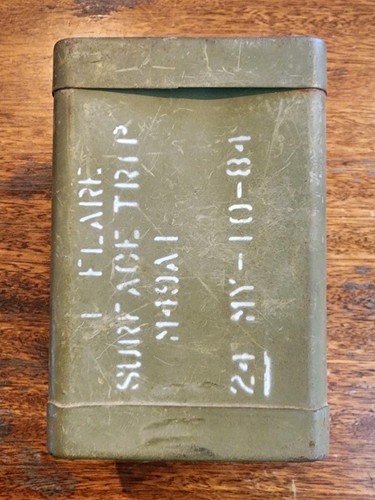 1 FLARE
SURFACE TRIP
M49A1
24 MY-10-84